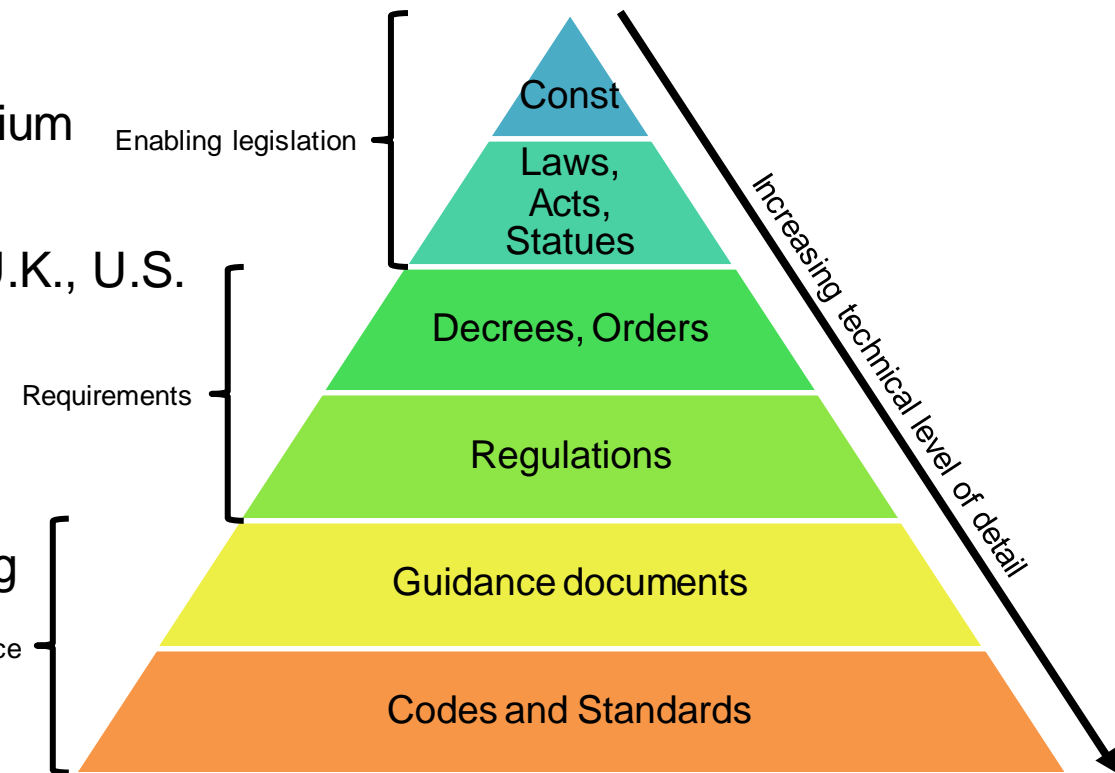 Const
ium
Enabling legislation
Laws,
Acts,
Statues
J.K., U.S.
Decrees, Orders
Requirements
Regulations
g
Guidance documents
ce
Codes and Standards
Increasing technical level of detail